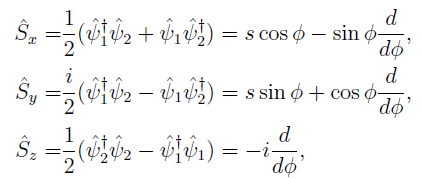 \hat{S}_x = \frac{1}{2}(\hat{\psi}_1^\dagger \hat{\psi}_2 + \hat{\psi}_1 \hat{\psi}_2^\dagger) = s \cos \phi - \sin \phi \frac{d}{d\phi},
\hat{S}_y = \frac{i}{2}(\hat{\psi}_1^\dagger \hat{\psi}_2 - \hat{\psi}_1 \hat{\psi}_2^\dagger) = s \sin \phi + \cos \phi \frac{d}{d\phi},
\hat{S}_z = \frac{1}{2}(\hat{\psi}_2^\dagger \hat{\psi}_2 - \hat{\psi}_1^\dagger \hat{\psi}_1) = -i \frac{d}{d\phi},